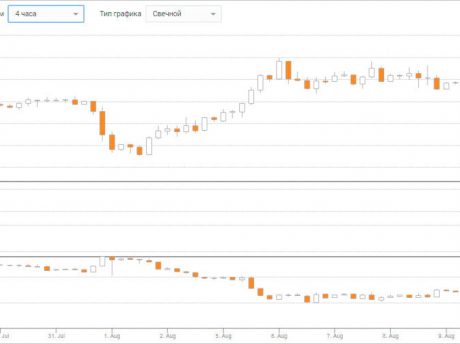 м 4 часа Тип графика Свечной
Jul 31. Jul 1. Aug 2. Aug 5. Aug 6. Aug 7. Aug 8. Aug 9. Aug